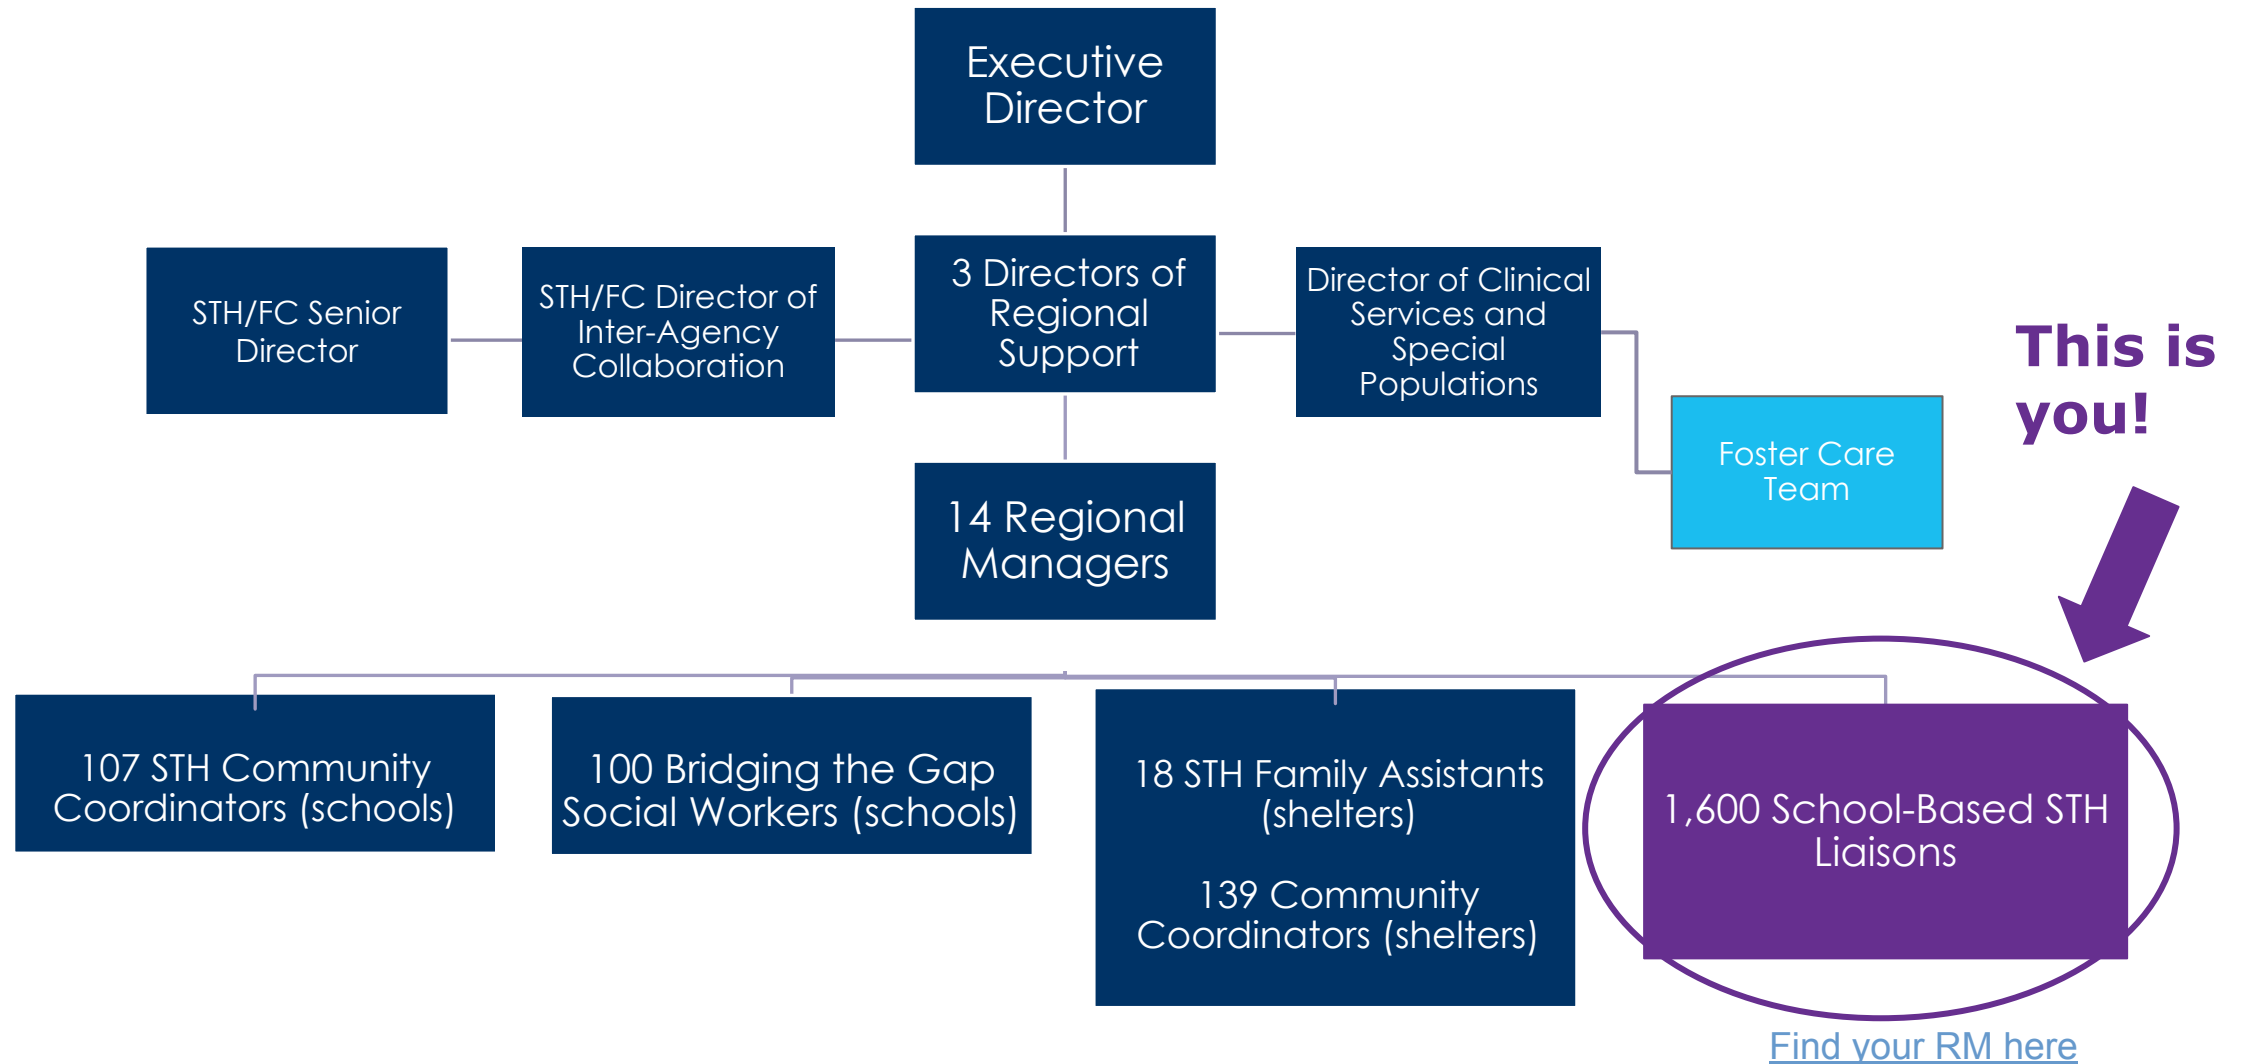 Executive
Director
STH/FC Senior
Director
STH/FC Director of
Inter-Agency
Collaboration
3 Directors of
Regional
Support
Director of Clinical
Services and
Special
Populations
This is
you!
Foster Care
Team
14 Regional
Managers
107 STH Community
Coordinators (schools)
100 Bridging the Gap
Social Workers (schools)
18 STH Family Assistants
(shelters)
139 Community
Coordinators (shelters)
1,600 School-Based STH
Liaisons
Find your RM here